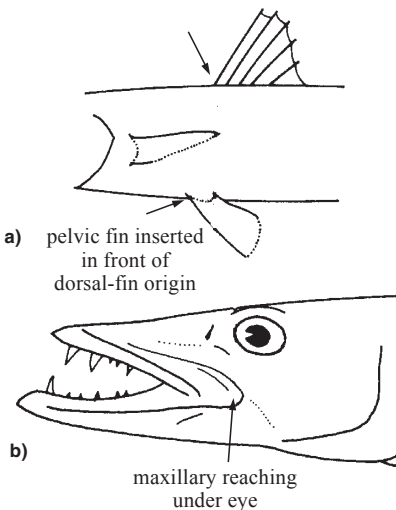 a) pelvic fin inserted
in front of
dorsal-fin origin
b)
maxillary reaching
under eye